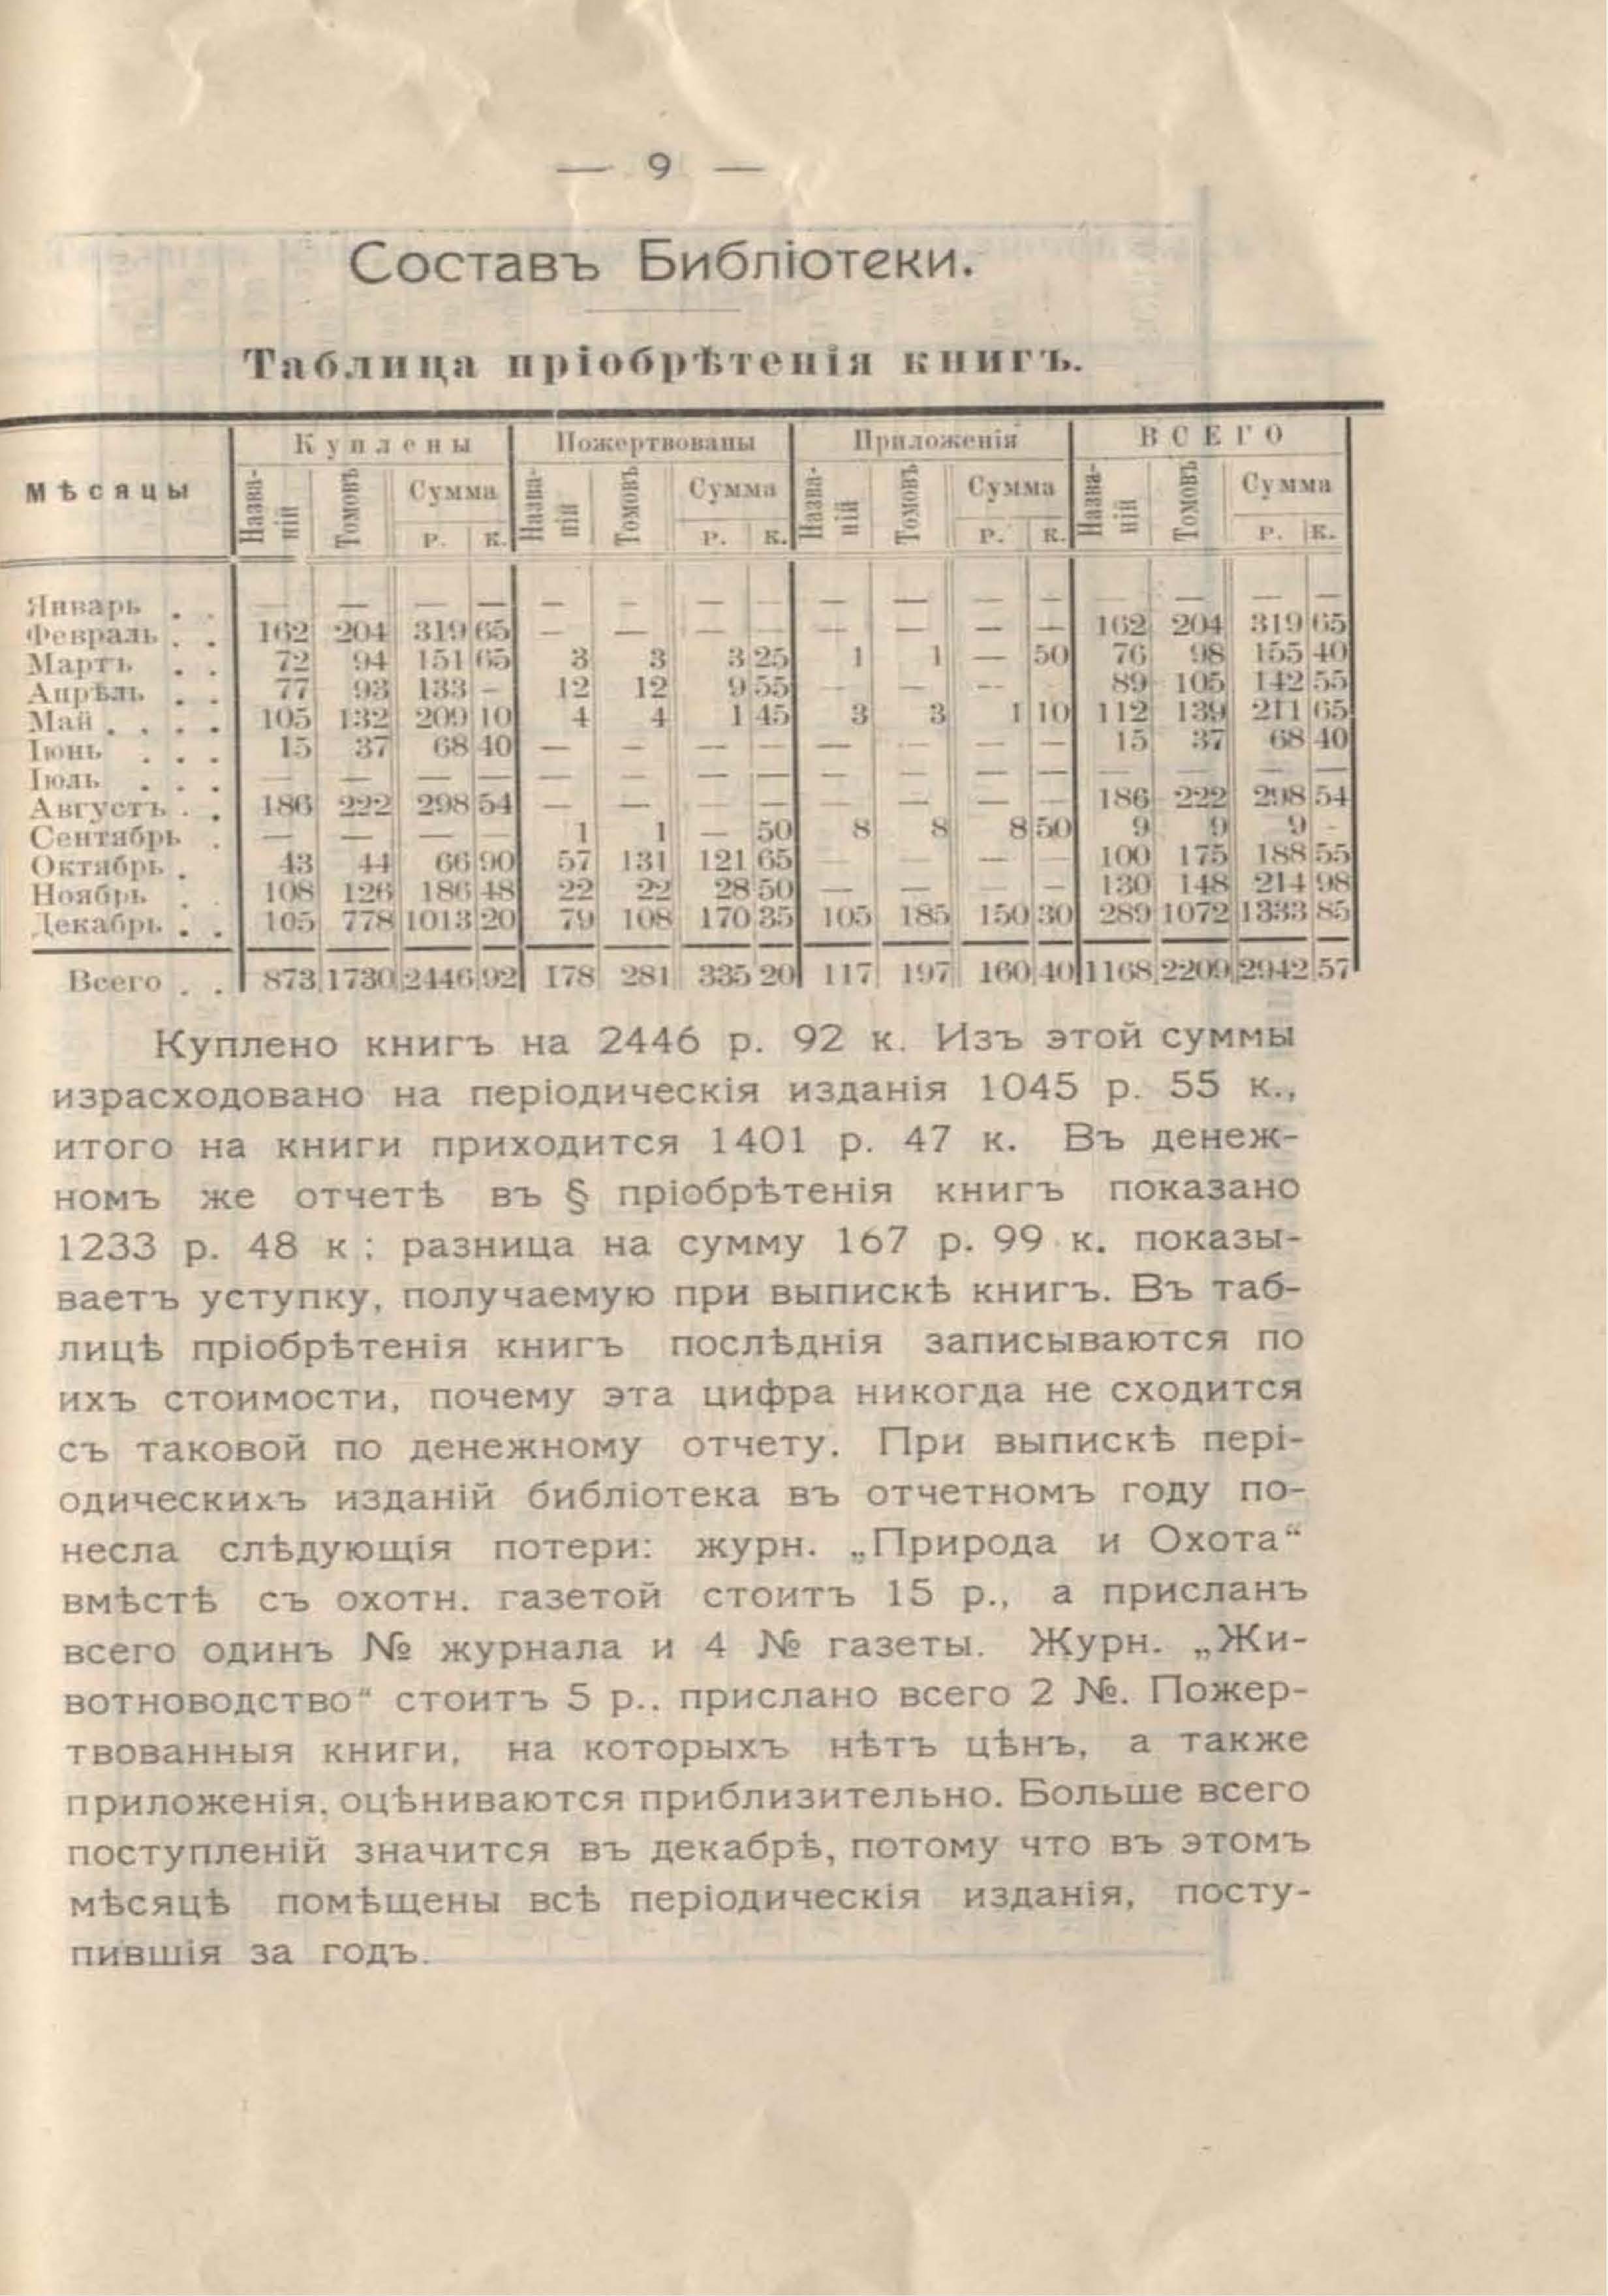 — 9 —
Составъ Библіотеки.
Таблица пріобрѣтенія книгъ.
Мѣсяцы | Куплены | Пожертвованы | Приложенія | ВСЕГО
Назва-ній | Томовъ | Сумма | Назва-ній | Томовъ | Сумма | Назва-ній | Томовъ | Сумма | Назва-ній | Томовъ | Сумма
Р. | К. | Р. | К. | Р. | К. | Р. | К.
Январь . . — — — — — — — — — — — — — — — —
Февраль . . 162 204 319 65 — — — — — — — — 162 204 319 65
Мартъ . . 72 94 151 65 3 3 3 25 1 1 — 50 76 98 155 40
Апрѣль . . 77 93 133 – 12 12 9 55 — — — 89 105 142 55
Май . . . . 105 132 209 10 4 4 1 45 3 3 1 10 112 139 211 65
Іюнь . . . 15 37 68 40 — — — — — — — — 15 37 68 40
Іюль . . . — — — — — — — — — — — — — — — —
Августъ . . 186 222 298 54 — — — — — — — 186 222 298 54
Сентябрь . — — — — 1 1 — 50 8 8 8 50 9 9 9 -
Октябрь . 43 44 66 90 57 131 121 65 — — — — 100 175 188 55
Ноябрь . 108 126 186 48 22 22 28 50 — — — — 130 148 214 98
Декабрь . . 105 778 1013 20 79 108 170 35 105 185 150 30 289 1072 1333 85
Всего . . 873 1730 2446 92 178 281 335 20 117 197 160 40 1168 2209 2942 57
Куплено книгъ на 2446 р. 92 к. Изъ этой суммы
израсходовано на періодическія изданія 1045 р. 55 к.,
итого на книги приходится 1401 р. 47 к. Въ денеж-
номъ же отчетѣ въ § пріобрѣтенія книгъ показано
1233 р. 48 к ; разница на сумму 167 р. 99 к. показы-
ваетъ уступку, получаемую при выпискѣ книгъ. Въ таб-
лицѣ пріобрѣтенія книгъ послѣднія записываются по
ихъ стоимости, почему эта цифра никогда не сходится
съ таковой по денежному отчету. При выпискѣ пері-
одическихъ изданій библіотека въ отчетномъ году по-
несла слѣдующія потери: журн. „Природа и Охота“
вмѣстѣ съ охотн. газетой стоитъ 15 р., а присланъ
всего одинъ № журнала и 4 № газеты. Журн. „Жи-
вотноводство“ стоитъ 5 р.. прислано всего 2 №. Пожер-
твованныя книги, на которыхъ нѣтъ цѣнъ, а также
приложенія, оцѣниваются приблизительно. Больше всего
поступленій значится въ декабрѣ, потому что въ этомъ
мѣсяцѣ помѣщены всѣ періодическія изданія, посту-
пившія за годъ.